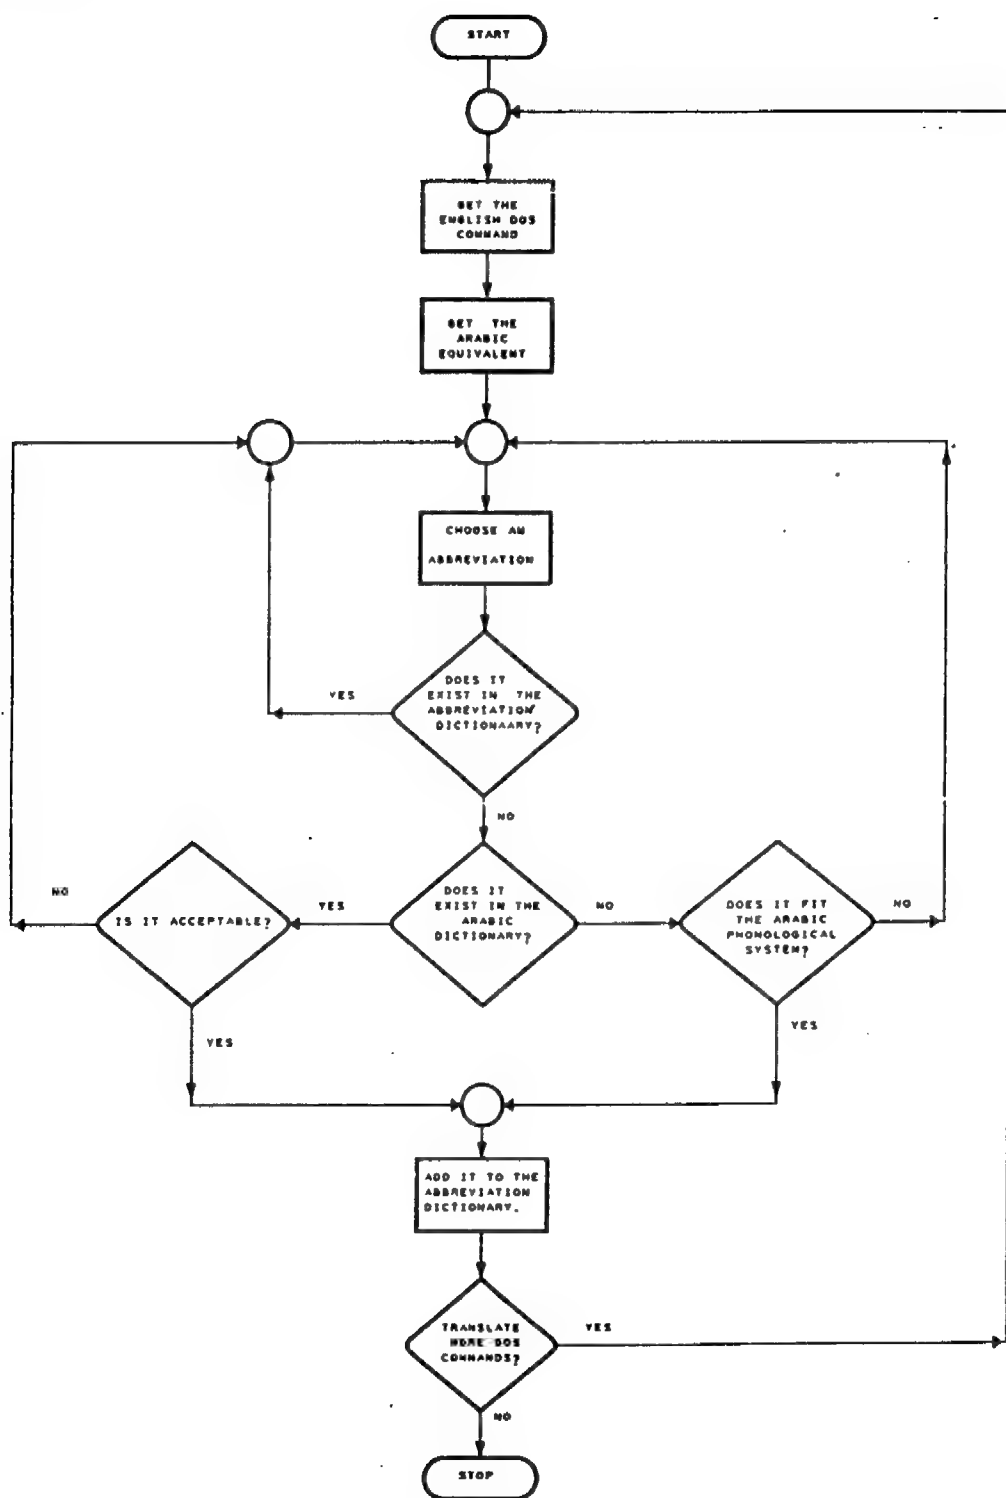 START
GET THE
ENGLISH DOS
COMMAND
GET THE
ARABIC
EQUIVALENT
CHOOSE AN
ABBREVIATION
DOES IT
EXIST IN THE
ABBREVIATION
DICTIONAARY?
YES
NO
DOES IT
EXIST IN THE
ARABIC
DICTIONARY?
YES
NO
IS IT ACCEPTABLE?
NO
YES
DOES IT FIT
THE ARABIC
PHONOLOGICAL
SYSTEM?
NO
YES
ADD IT TO THE
ABBREVIATION
DICTIONARY.
TRANSLATE
MORE DOS
COMMANDS?
YES
NO
STOP